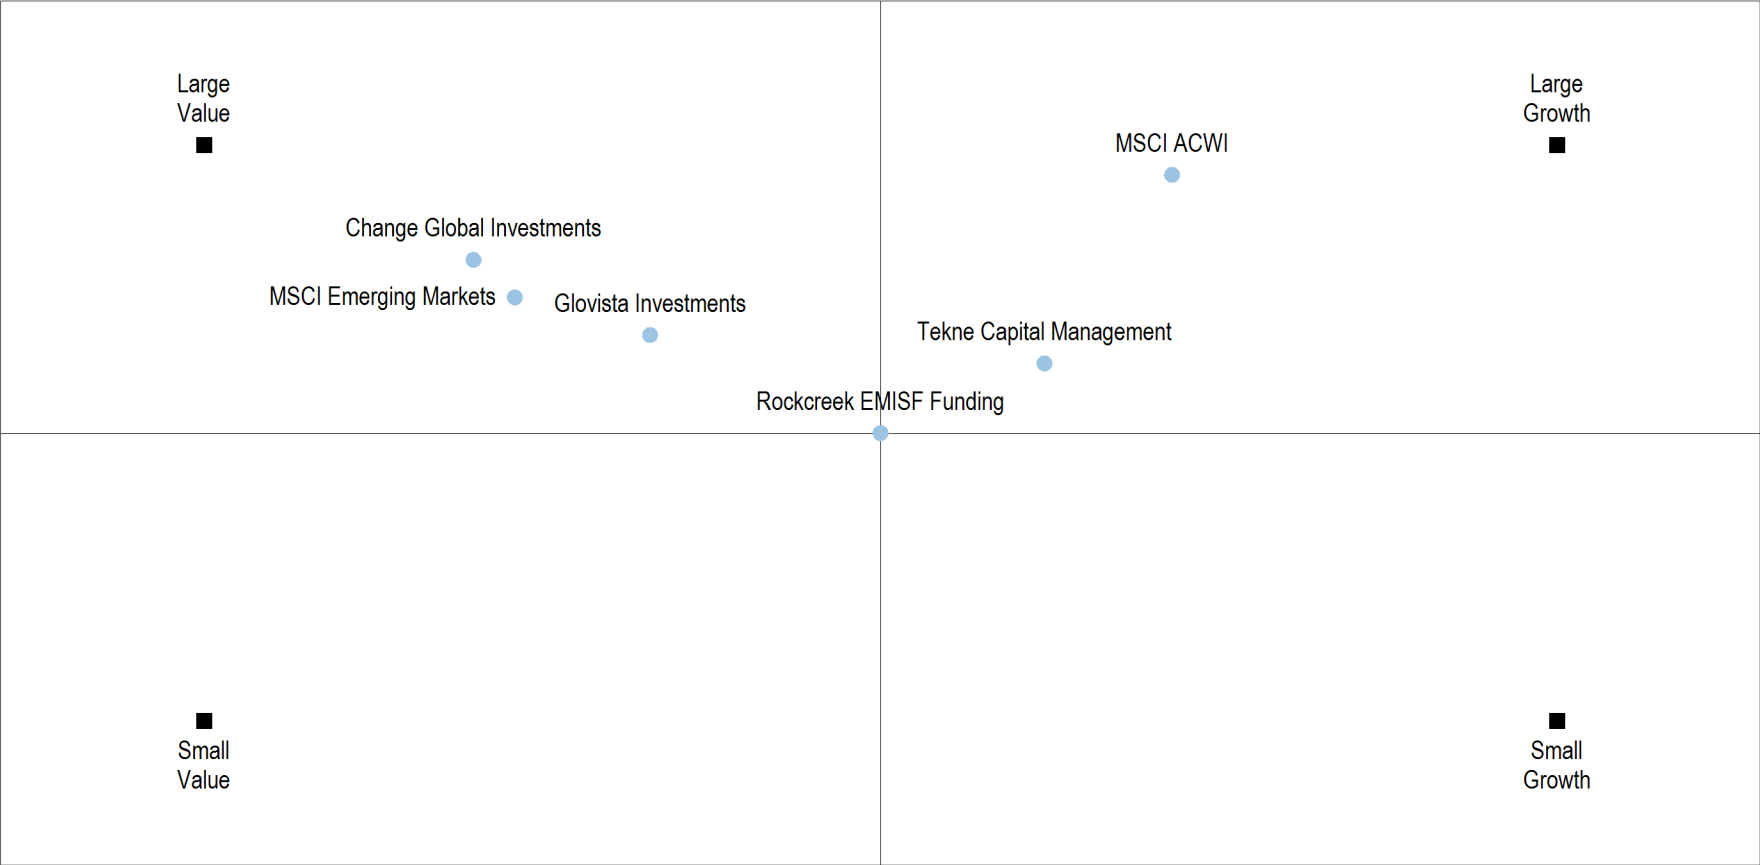 Large
Value
Large
Growth
MSCI ACWI
Change Global Investments
MSCI Emerging Markets
Glovista Investments
Tekne Capital Management
Rockcreek EMISF Funding
Small
Value
Small
Growth